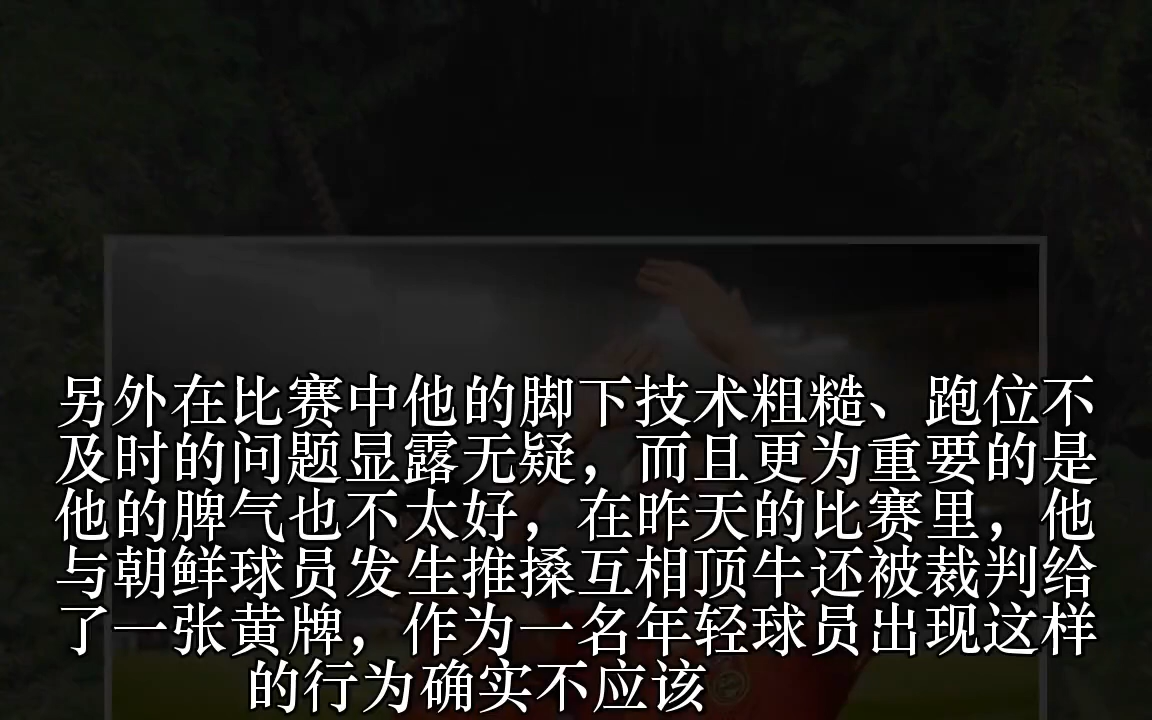 另外在比赛中他的脚下技术粗糙、跑位不
及时的问题显露无疑，而且更为重要的是
他的脾气也不太好，在昨天的比赛里，他
与朝鲜球员发生推搡互相顶牛还被裁判给
了一张黄牌，作为一名年轻球员出现这样
的行为确实不应该